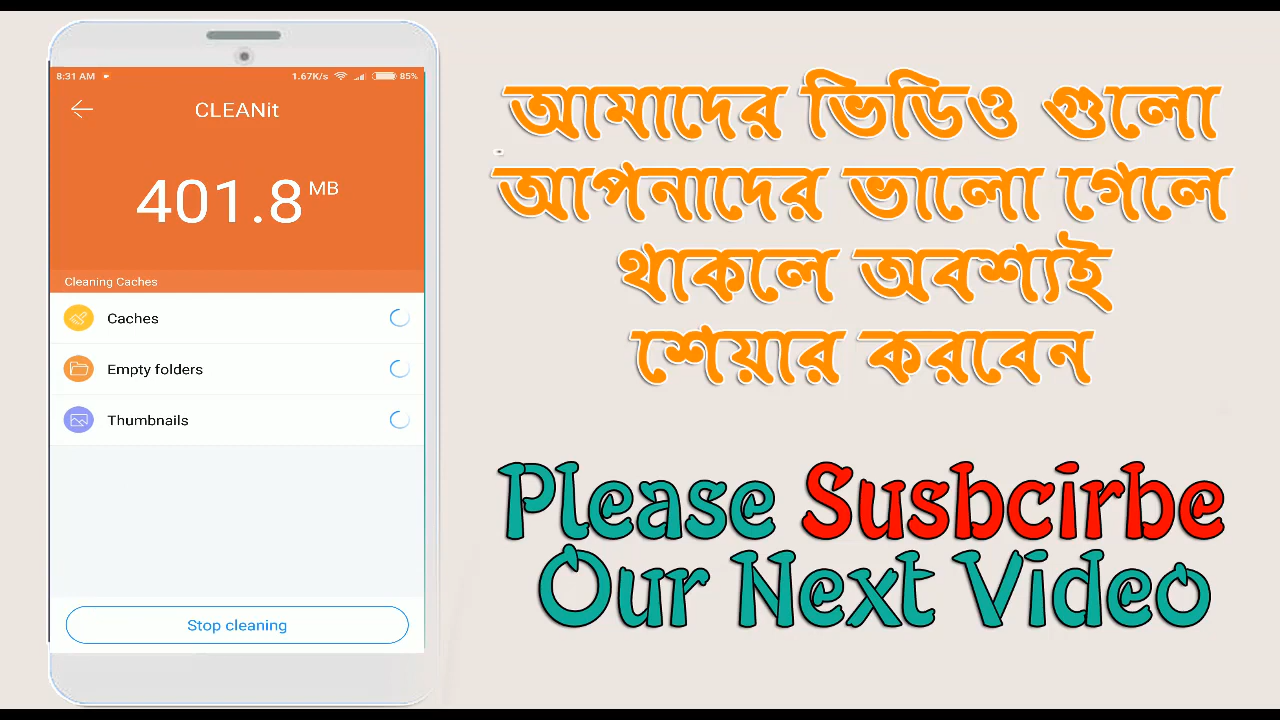 8:31 AM 1.67K/s 85%
CLEANit
401.8 MB
Cleaning Caches
Caches
Empty folders
Thumbnails
Stop cleaning
আমাদের ভিডিও গুলো
আপনাদের ভালো গেলে
থাকলে অবশ্যই
শেয়ার করবেন
Please Susbcirbe
Our Next Video